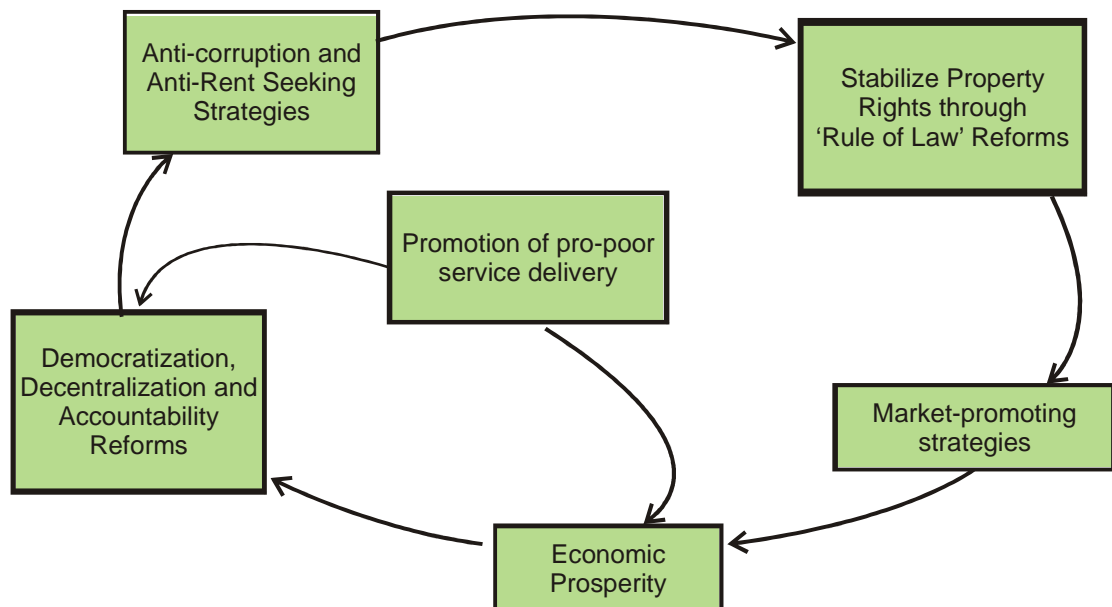 Anti-corruption and
Anti-Rent Seeking
Strategies
Stabilize Property
Rights through
‘Rule of Law’ Reforms
Promotion of pro-poor
service delivery
Democratization,
Decentralization and
Accountability
Reforms
Market-promoting
strategies
Economic
Prosperity